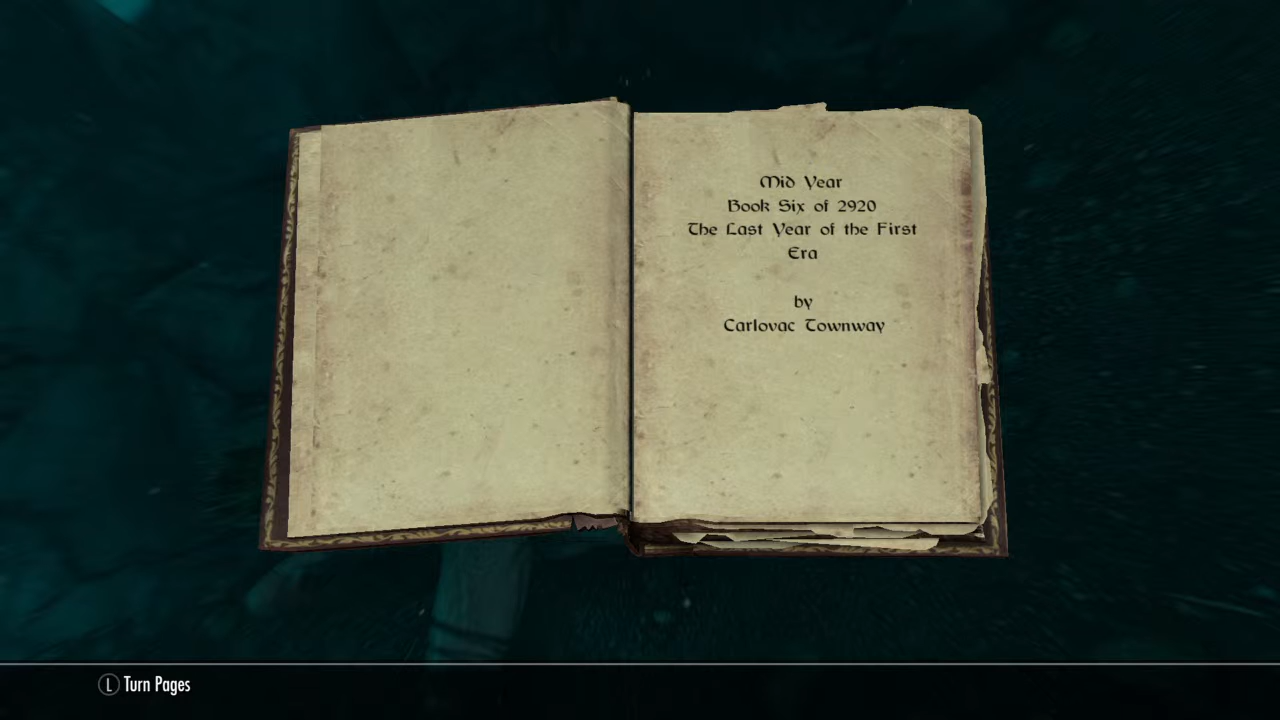 Mid Year
Book Six of 2920
The Last Year of the First
Era
by
Carlovac Townway
L Turn Pages